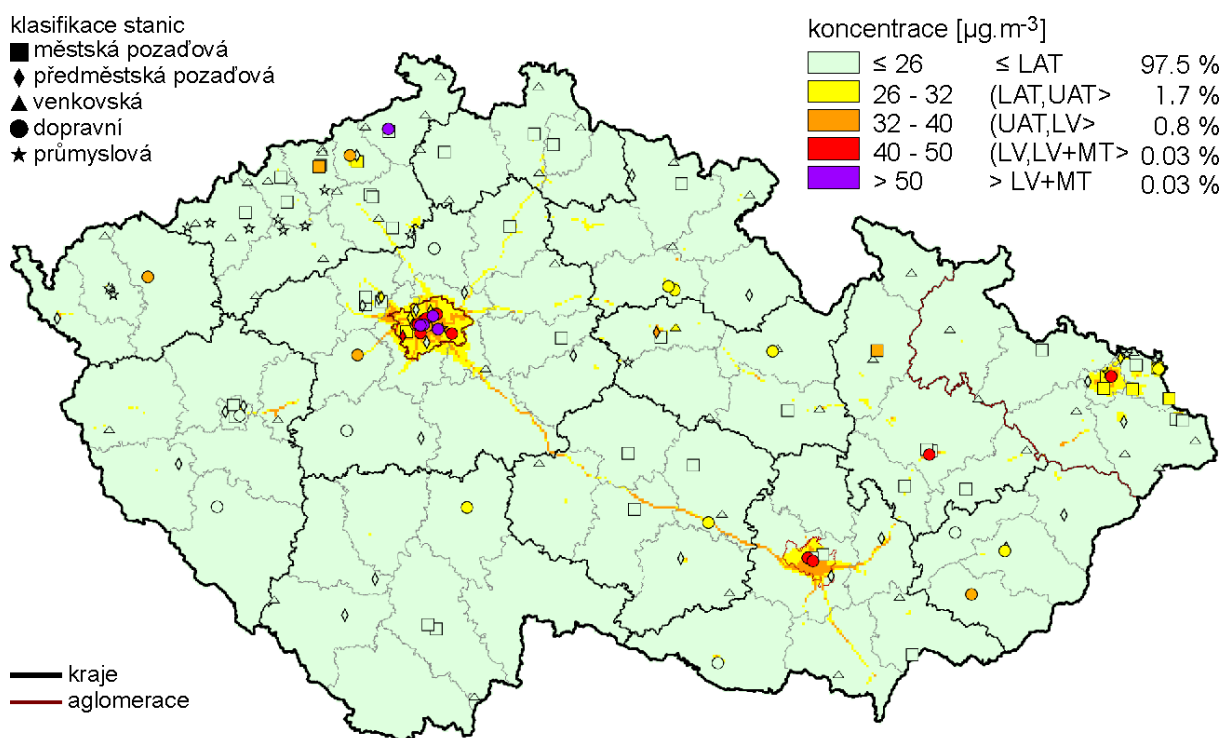 klasifikace stanic
městská pozaďová
předměstská pozaďová
venkovská
dopravní
průmyslová
koncentrace [µg.m-3]
≤ 26 ≤ LAT 97.5 %
26 - 32 (LAT,UAT> 1.7 %
32 - 40 (UAT,LV> 0.8 %
40 - 50 (LV,LV+MT> 0.03 %
> 50 > LV+MT 0.03 %
kraje
aglomerace